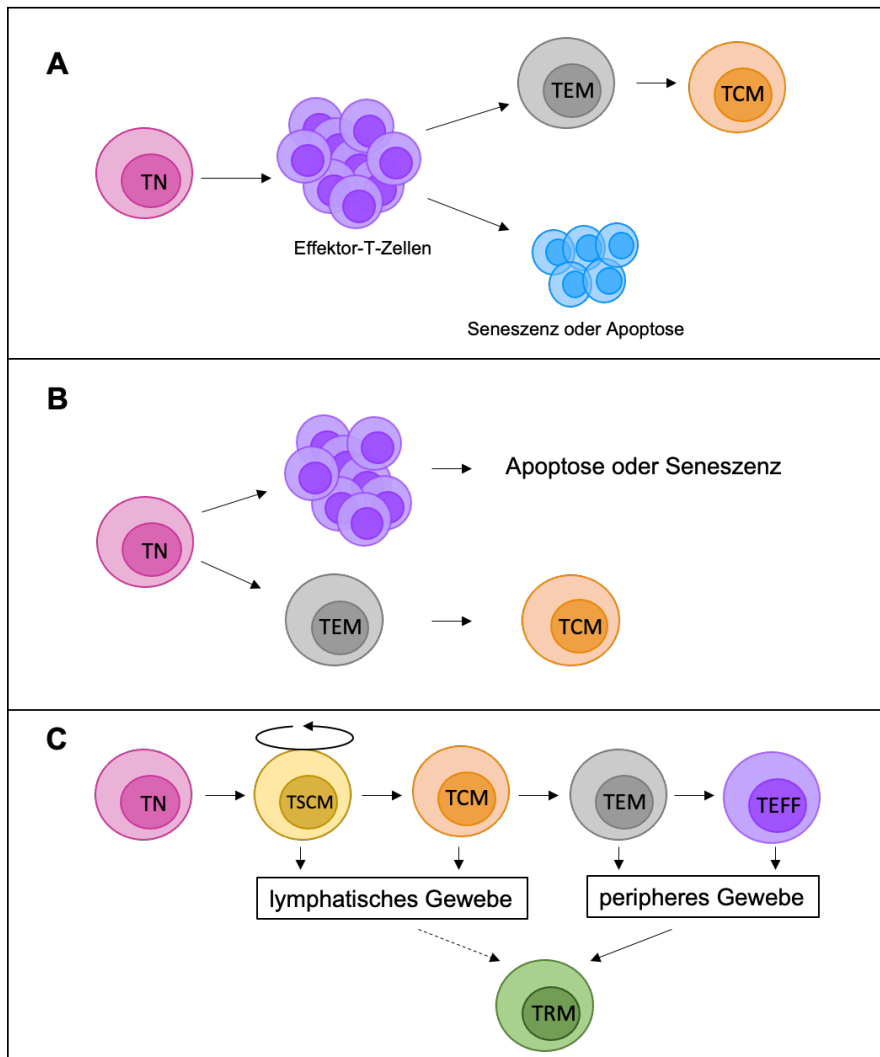 A
TN
TEM
TCM
Effektor-T-Zellen
Seneszenz oder Apoptose
B
TN
Apoptose oder Seneszenz
TEM
TCM
C
TN
TSCM
TCM
TEM
TEFF
lymphatisches Gewebe
peripheres Gewebe
TRM